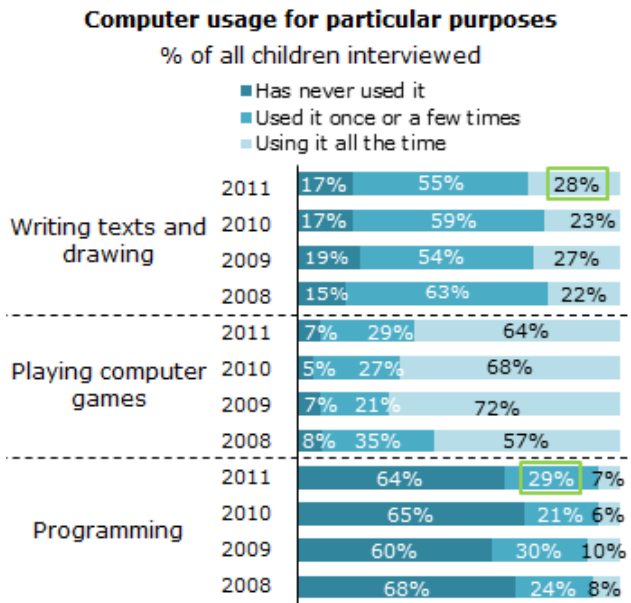 Computer usage for particular purposes
% of all children interviewed
Has never used it
Used it once or a few times
Using it all the time
Writing texts and drawing
2011 17% 55% 28%
2010 17% 59% 23%
2009 19% 54% 27%
2008 15% 63% 22%
Playing computer games
2011 7% 29% 64%
2010 5% 27% 68%
2009 7% 21% 72%
2008 8% 35% 57%
Programming
2011 64% 29% 7%
2010 65% 21% 6%
2009 60% 30% 10%
2008 68% 24% 8%